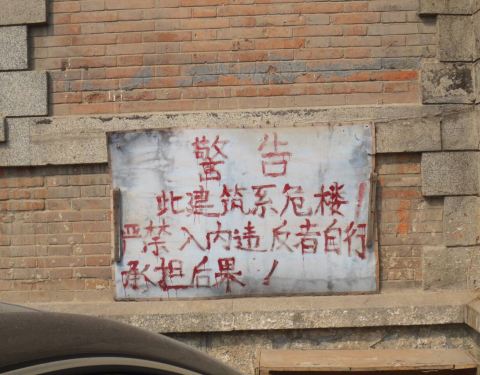 警告
此建筑系危楼！
严禁入内违反者自行
承担后果！